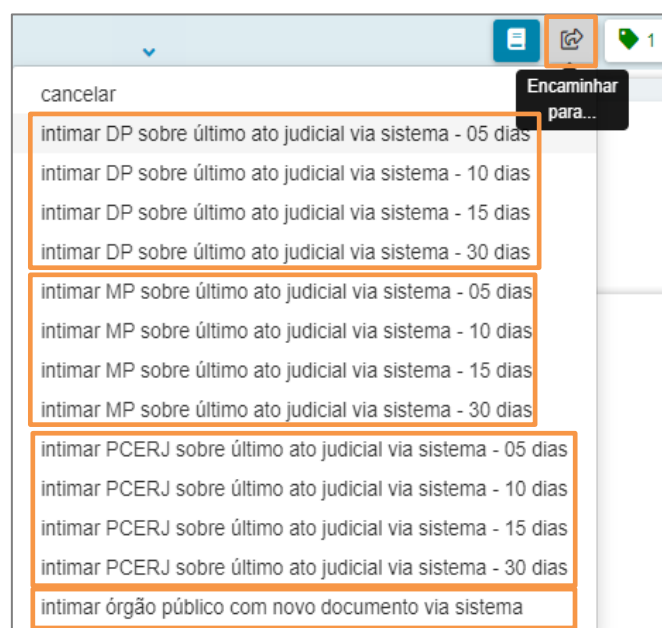 1
Encaminhar
para...
cancelar
intimar DP sobre último ato judicial via sistema - 05 dias
intimar DP sobre último ato judicial via sistema - 10 dias
intimar DP sobre último ato judicial via sistema - 15 dias
intimar DP sobre último ato judicial via sistema - 30 dias
intimar MP sobre último ato judicial via sistema - 05 dias
intimar MP sobre último ato judicial via sistema - 10 dias
intimar MP sobre último ato judicial via sistema - 15 dias
intimar MP sobre último ato judicial via sistema - 30 dias
intimar PCERJ sobre último ato judicial via sistema - 05 dias
intimar PCERJ sobre último ato judicial via sistema - 10 dias
intimar PCERJ sobre último ato judicial via sistema - 15 dias
intimar PCERJ sobre último ato judicial via sistema - 30 dias
intimar órgão público com novo documento via sistema